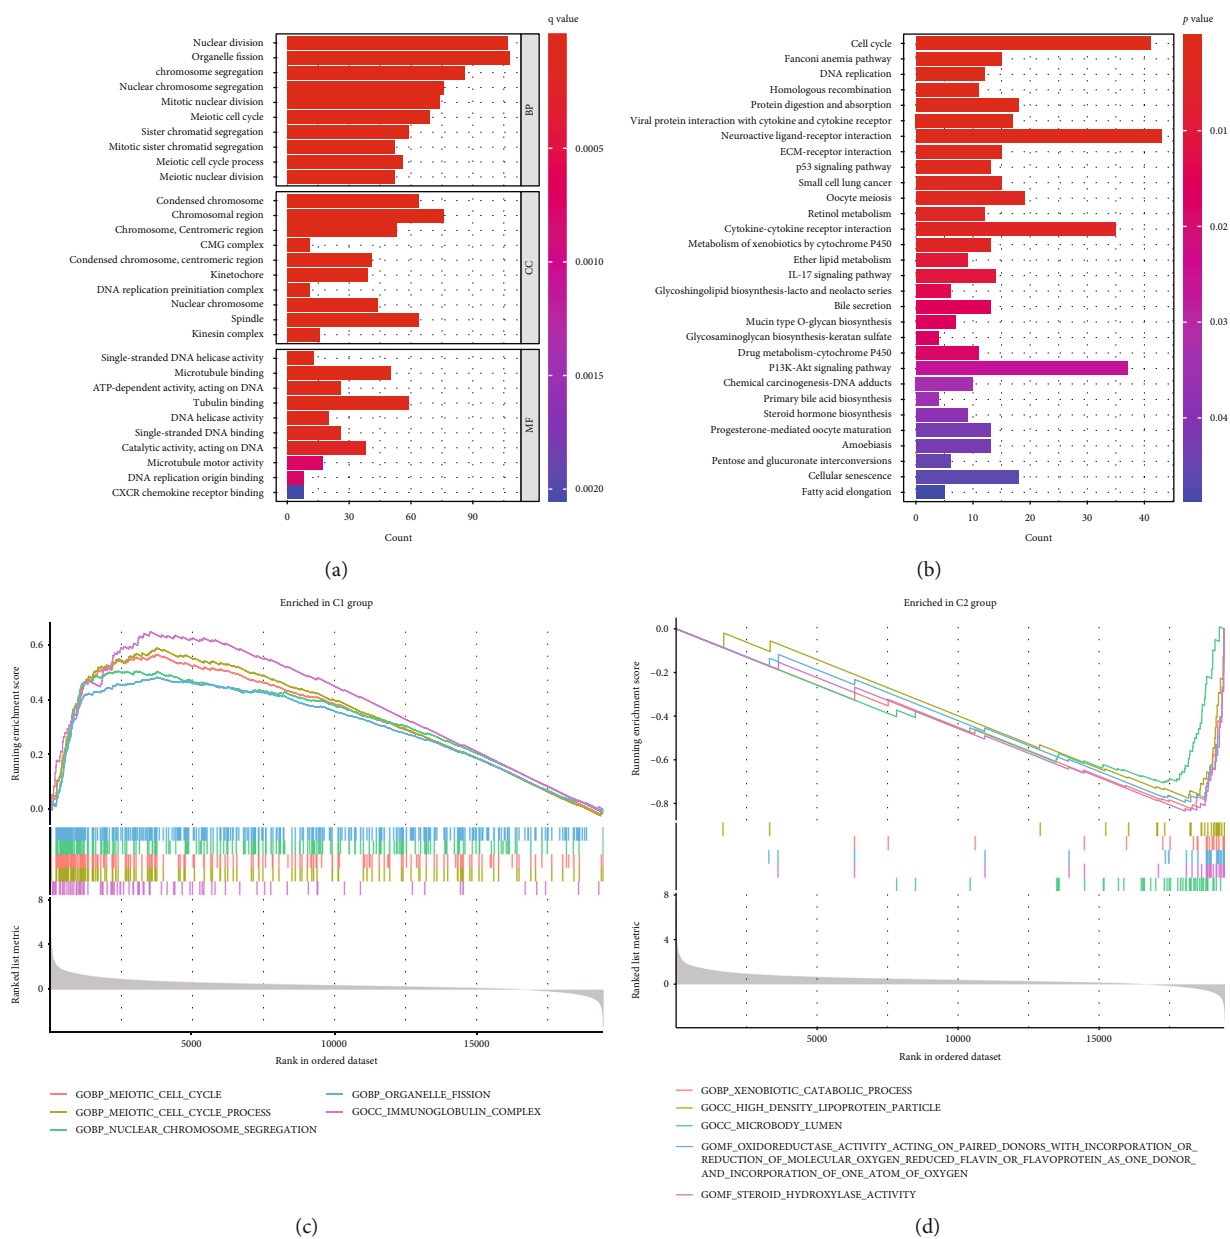 q value
Nuclear division
Organelle fission
chromosome segregation
Nuclear chromosome segregation
Mitotic nuclear division
Meiotic cell cycle
Sister chromatid segregation
Mitotic sister chromatid segregation
Meiotic cell cycle process
Meiotic nuclear division
BP
Condensed chromosome
Chromosomal region
Chromosome, Centromeric region
CMG complex
Condensed chromosome, centromeric region
Kinetochore
DNA replication preinitiation complex
Nuclear chromosome
Spindle
Kinesin complex
CC
Single-stranded DNA helicase activity
Microtubule binding
ATP-dependent activity, acting on DNA
Tubulin binding
DNA helicase activity
Single-stranded DNA binding
Catalytic activity, acting on DNA
Microtubule motor activity
DNA replication origin binding
CXCR chemokine receptor binding
MF
0.0005
0.0010
0.0015
0.0020
0 30 60 90
Count
(a)
p value
Cell cycle
Fanconi anemia pathway
DNA replication
Homologous recombination
Protein digestion and absorption
Viral protein interaction with cytokine and cytokine receptor
Neuroactive ligand-receptor interaction
ECM-receptor interaction
p53 signaling pathway
Small cell lung cancer
Oocyte meiosis
Retinol metabolism
Cytokine-cytokine receptor interaction
Metabolism of xenobiotics by cytochrome P450
Ether lipid metabolism
IL-17 signaling pathway
Glycoshingolipid biosynthesis-lacto and neolacto series
Bile secretion
Mucin type O-glycan biosynthesis
Glycosaminoglycan biosynthesis-keratan sulfate
Drug metabolism-cytochrome P450
P13K-Akt signaling pathway
Chemical carcinogenesis-DNA adducts
Primary bile acid biosynthesis
Steroid hormone biosynthesis
Progesterone-mediated oocyte maturation
Amoebiasis
Pentose and glucuronate interconversions
Cellular senescence
Fatty acid elongation
0.01
0.02
0.03
0.04
0 10 20 30 40
Count
(b)
Enriched in C1 group
Running enrichment score
0.6
0.4
0.2
0.0
Ranked list metric
8
4
0
5000 10000 15000
Rank in ordered dataset
GOBP_MEIOTIC_CELL_CYCLE
GOBP_MEIOTIC_CELL_CYCLE_PROCESS
GOBP_NUCLEAR_CHROMOSOME_SEGREGATION
GOBP_ORGANELLE_FISSION
GOCC_IMMUNOGLOBULIN_COMPLEX
(c)
Enriched in C2 group
Running enrichment score
0.0
−0.2
−0.4
−0.6
−0.8
Ranked list metric
8
4
0
5000 10000 15000
Rank in ordered dataset
GOBP_XENOBIOTIC_CATABOLIC_PROCESS
GOCC_HIGH_DENSITY_LIPOPROTEIN_PARTICLE
GOCC_MICROBODY_LUMEN
GOMF_OXIDOREDUCTASE_ACTIVITY_ACTING_ON_PAIRED_DONORS_WITH_INCORPORATION_OR_
REDUCTION_OF_MOLECULAR_OXYGEN_REDUCED_FLAVIN_OR_FLAVOPROTEIN_AS_ONE_DONOR_
AND_INCORPORATION_OF_ONE_ATOM_OF_OXYGEN
GOMF_STEROID_HYDROXYLASE_ACTIVITY
(d)